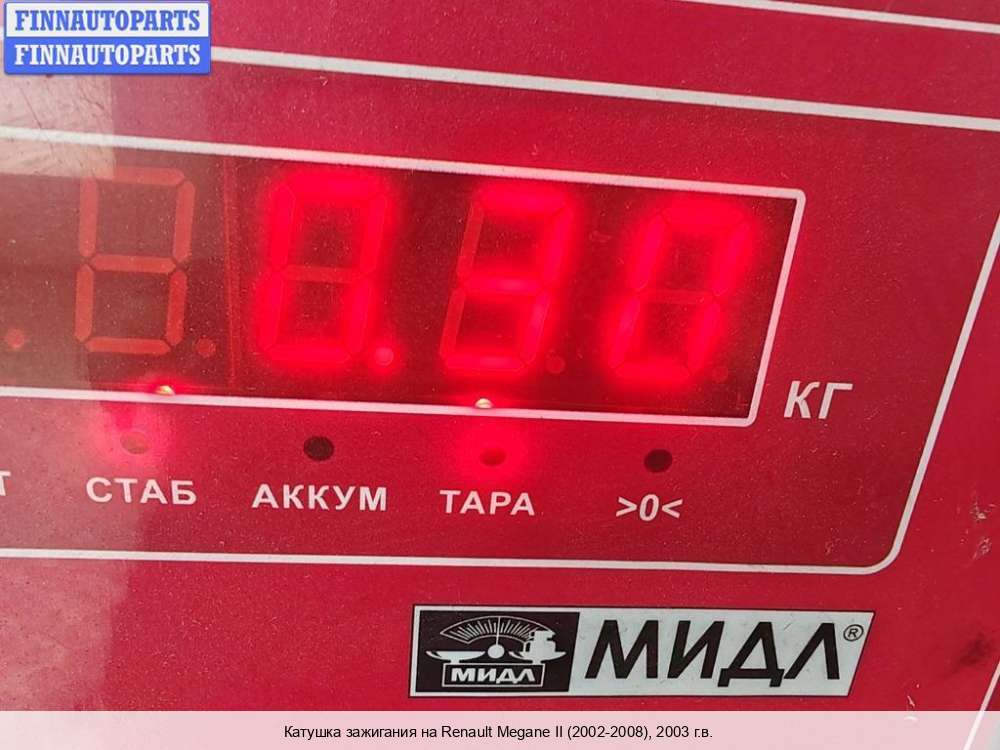 FINNAUTOPARTS
FINNAUTOPARTS
0.30
КГ
СТАБ АККУМ ТАРА >0<
МИДЛ МИДЛ®
Катушка зажигания на Renault Megane II (2002-2008), 2003 г.в.